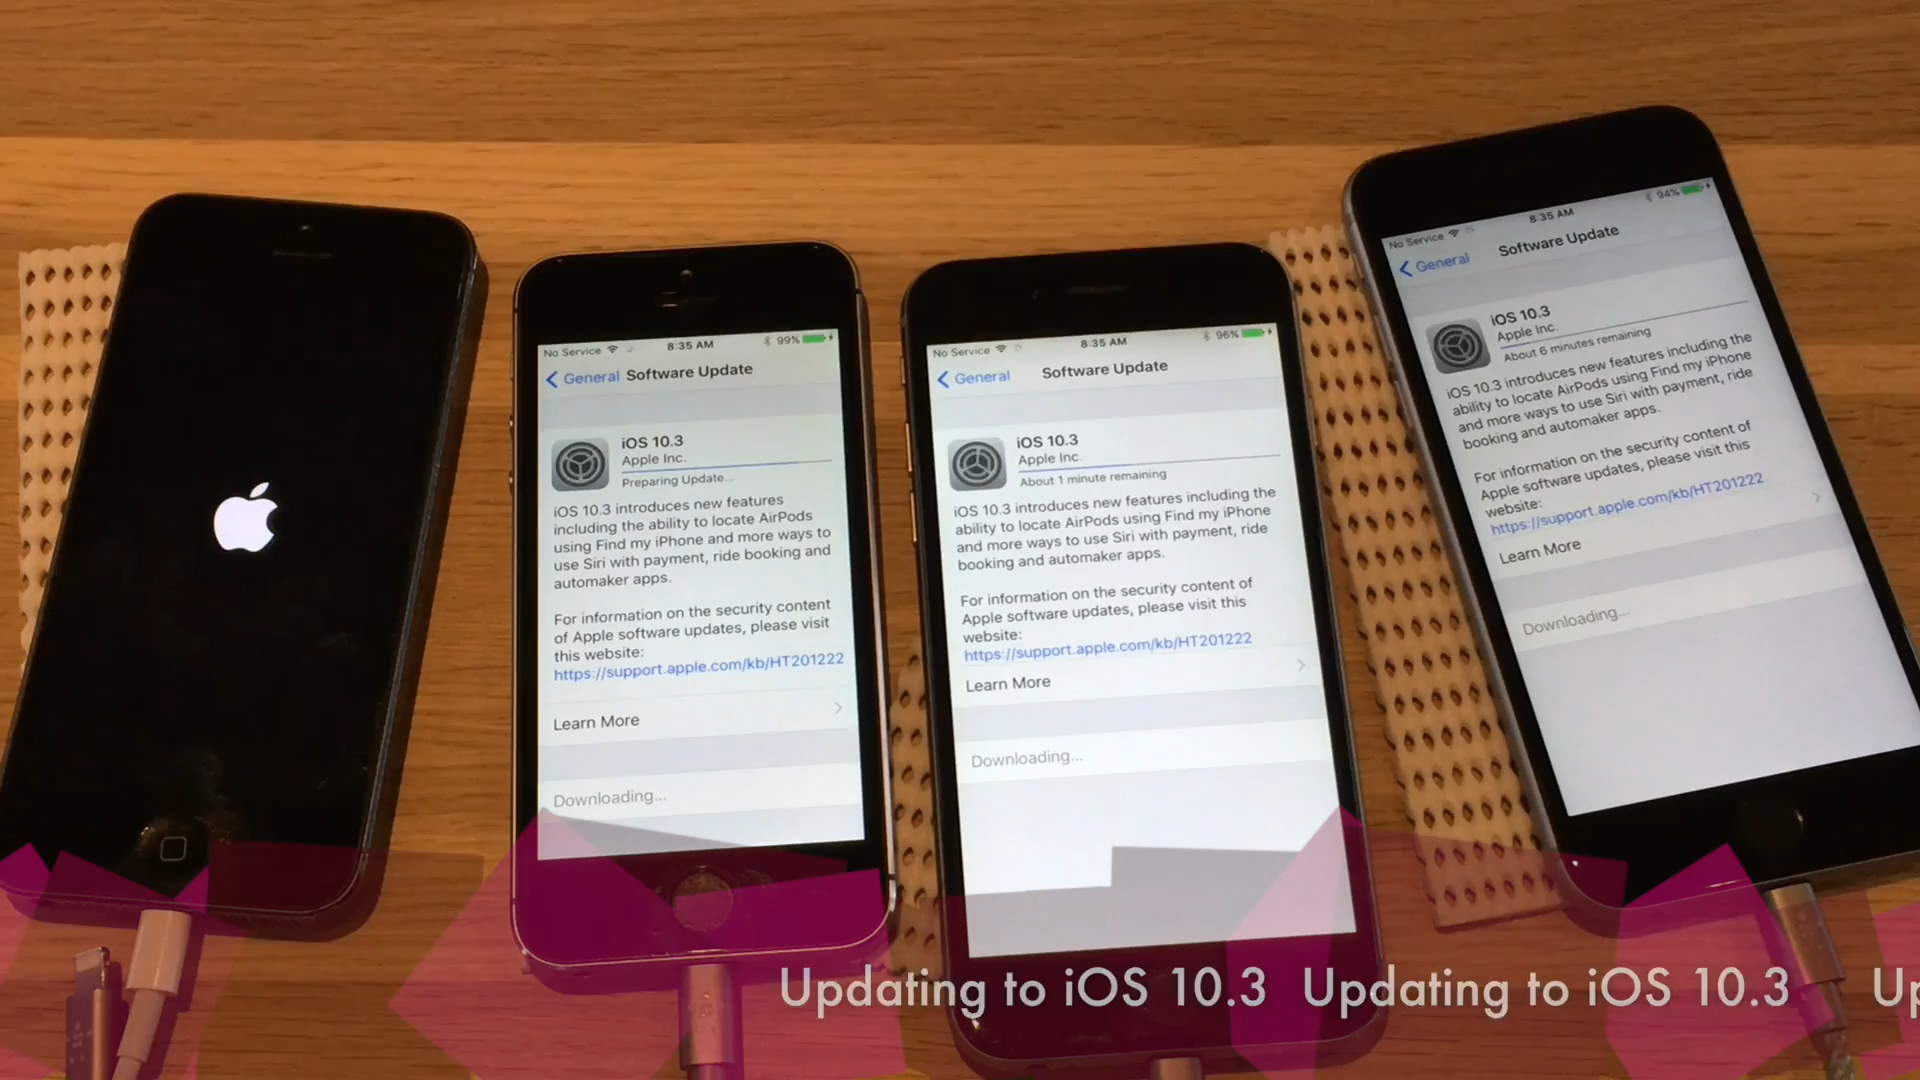 No Service 8:35 AM 99%
General Software Update
iOS 10.3
Apple Inc.
Preparing Update...
iOS 10.3 introduces new features
including the ability to locate AirPods
using Find my iPhone and more ways to
use Siri with payment, ride booking and
automaker apps.
For information on the security content
of Apple software updates, please visit
this website:
https://support.apple.com/kb/HT201222
Learn More
Downloading...
No Service 8:35 AM 96%
General Software Update
iOS 10.3
Apple Inc.
About 1 minute remaining
iOS 10.3 introduces new features including the
ability to locate AirPods using Find my iPhone
and more ways to use Siri with payment, ride
booking and automaker apps.
For information on the security content of
Apple software updates, please visit this
website:
https://support.apple.com/kb/HT201222
Learn More
Downloading...
No Service 8:35 AM 94%
General Software Update
iOS 10.3
Apple Inc.
About 6 minutes remaining
iOS 10.3 introduces new features including the
ability to locate AirPods using Find my iPhone
and more ways to use Siri with payment, ride
booking and automaker apps.
For information on the security content of
Apple software updates, please visit this
website:
https://support.apple.com/kb/HT201222
Learn More
Downloading...
Updating to iOS 10.3 Updating to iOS 10.3 Up